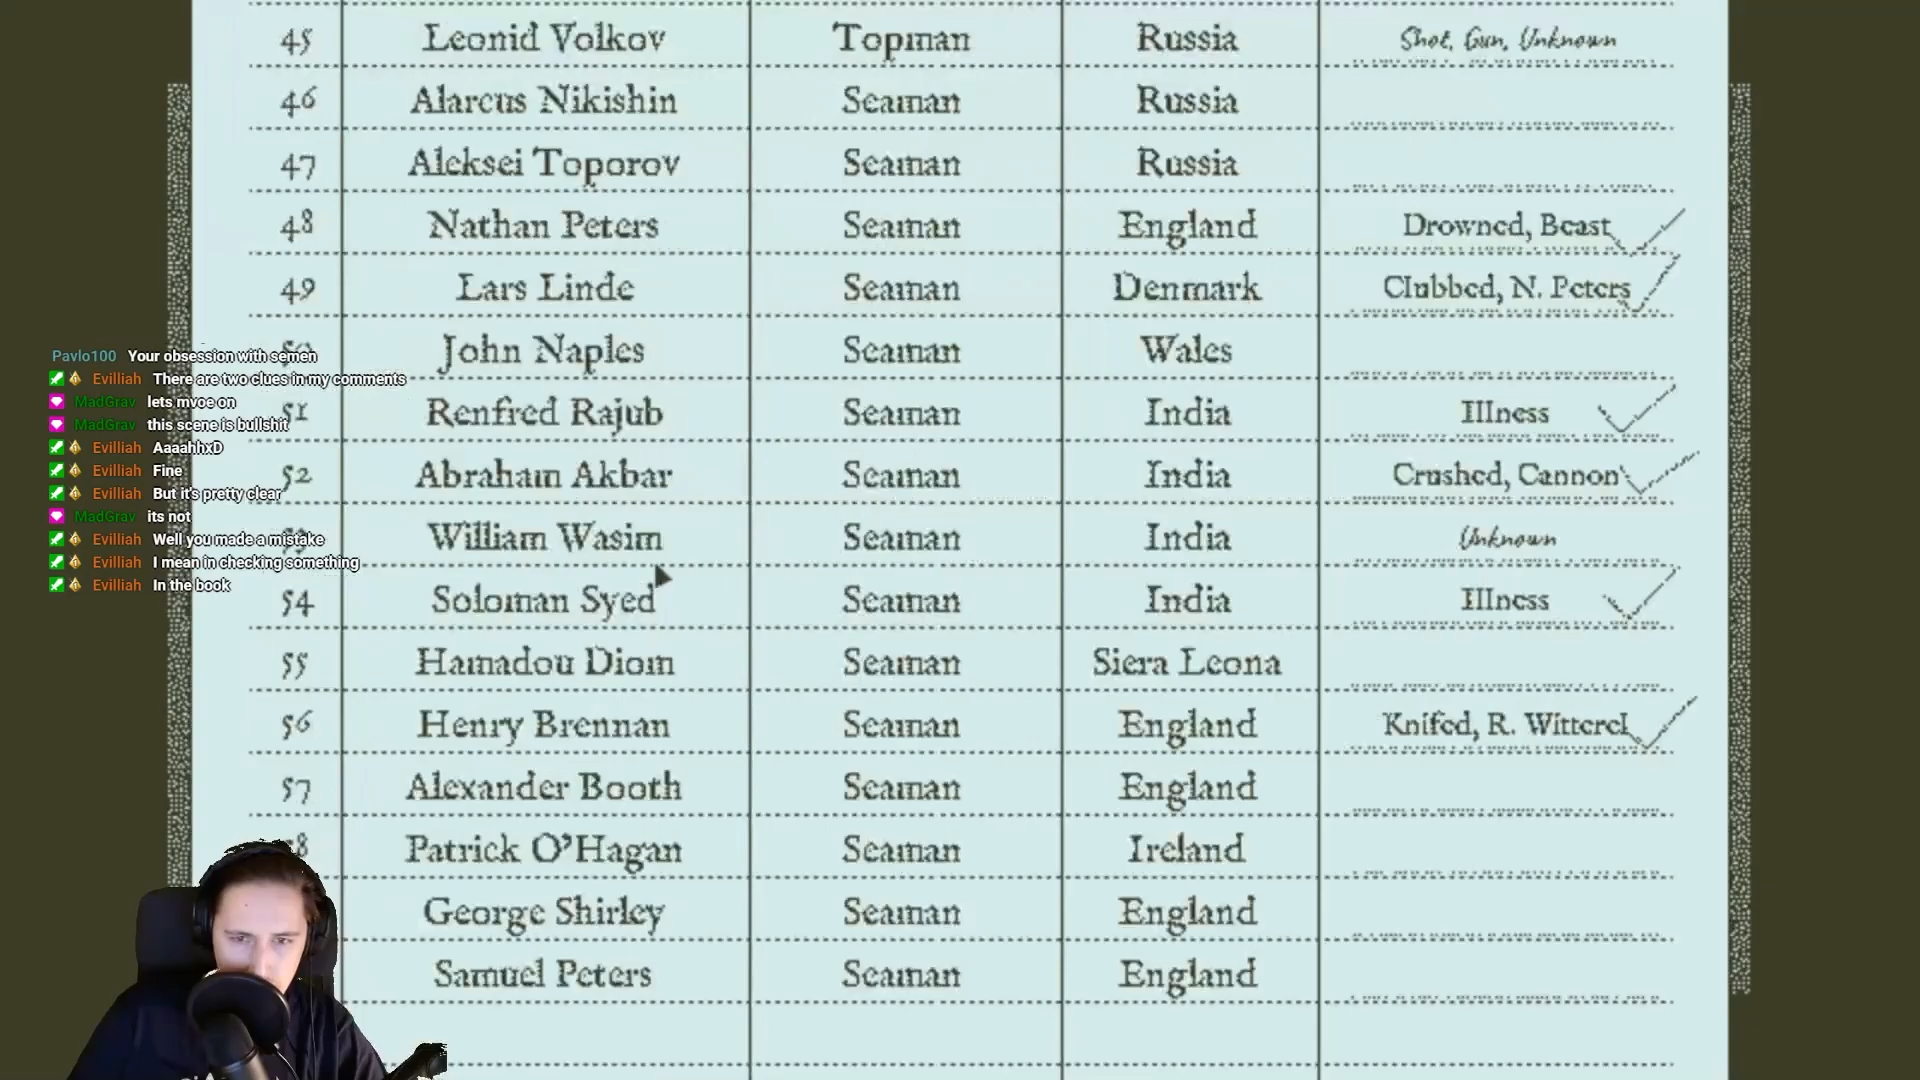 45 Leonid Volkov Topman Russia Shot, Gun, Unknown
46 Alarcus Nikishin Seaman Russia
47 Aleksei Toporov Seaman Russia
48 Nathan Peters Seaman England Drowned, Beast
49 Lars Linde Seaman Denmark Clubbed, N. Peters
John Naples Seaman Wales
Pavlo100 Your obsession with semen
Evilliah There are two clues in my comments
MadGrav lets mvoe on
51 Renfred Rajub Seaman India Illness
MadGrav this scene is bullshit
Evilliah AaaahhxD
Evilliah Fine
52 Abraham Akbar Seaman India Crushed, Cannon
Evilliah But it's pretty clear
MadGrav its not
William Wasim Seaman India Unknown
Evilliah Well you made a mistake
Evilliah I mean in checking something
Evilliah In the book
54 Soloman Syed Seaman India Illness
55 Hamadou Diom Seaman Siera Leona
56 Henry Brennan Seaman England Knifed, R. Witterel
57 Alexander Booth Seaman England
8 Patrick O'Hagan Seaman Ireland
George Shirley Seaman England
Samuel Peters Seaman England